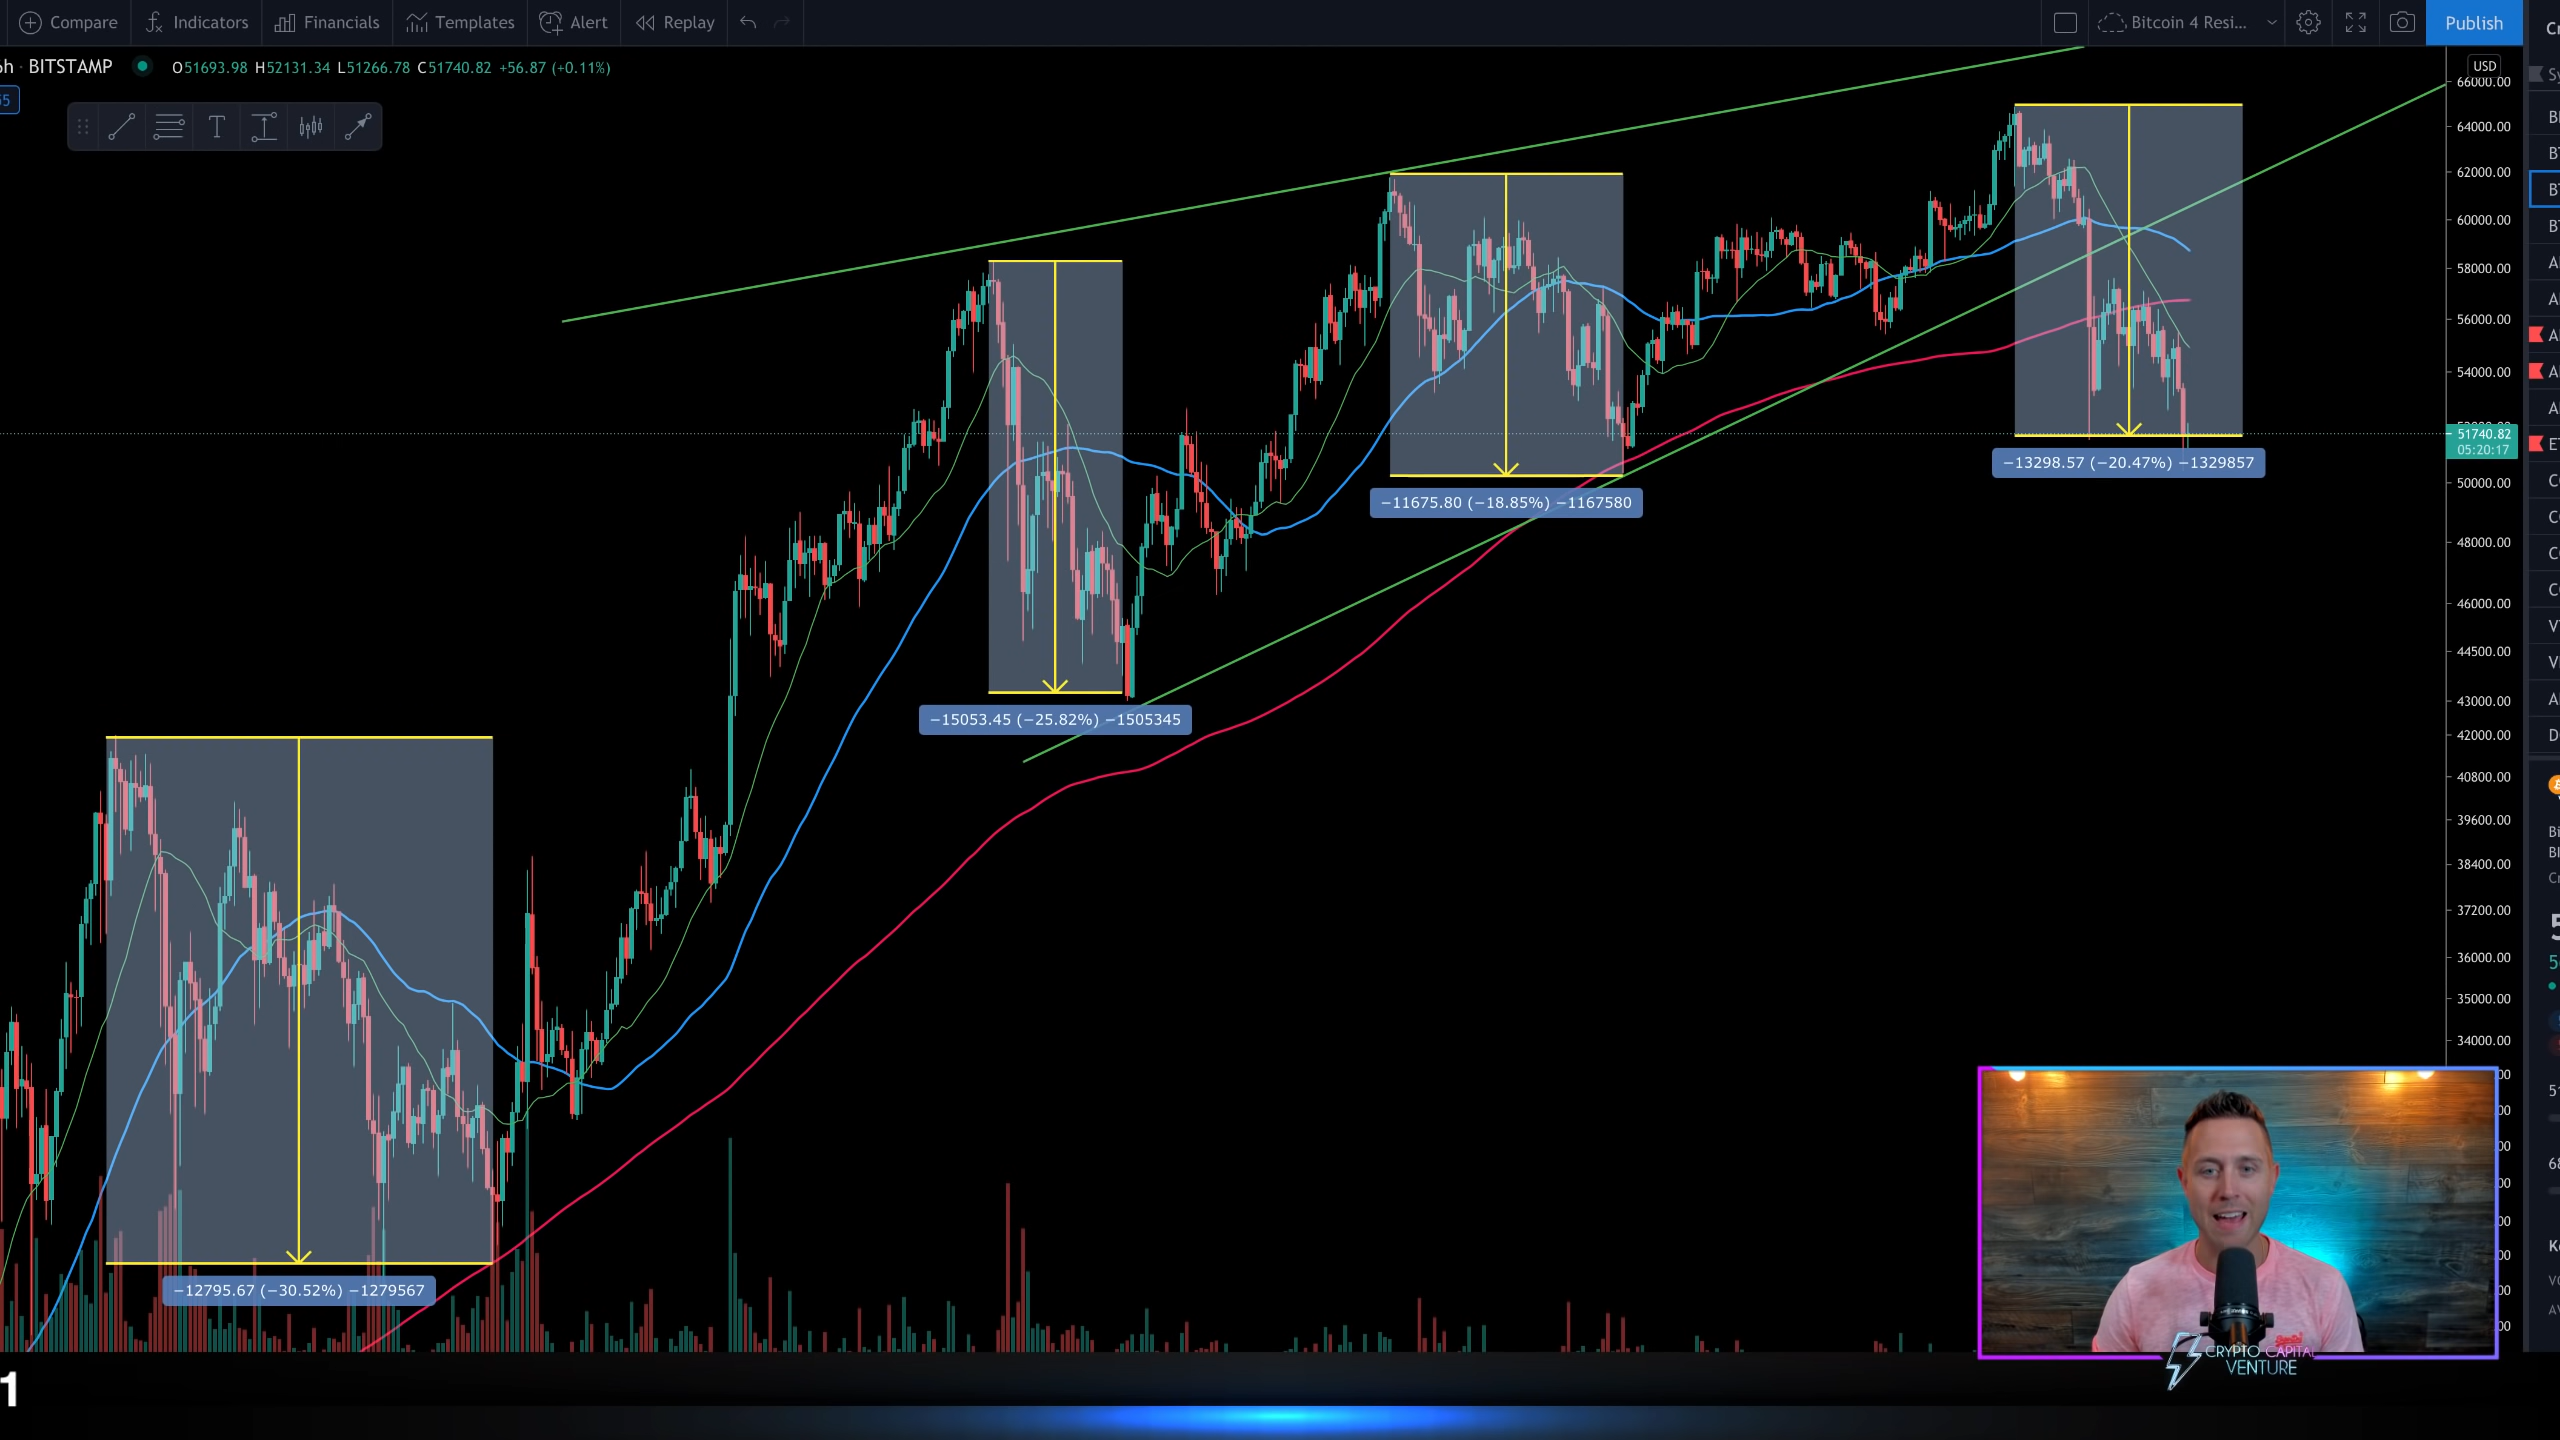 Compare Indicators Financials Templates Alert Replay Bitcoin 4 Resi... Publish
6h · BITSTAMP O51693.98 H52131.34 L51266.78 C51740.82 +56.87 (+0.11%)
USD
66000.00
64000.00
62000.00
60000.00
58000.00
56000.00
54000.00
51740.82
05:20:17
−13298.57 (−20.47%) −1329857
50000.00
−11675.80 (−18.85%) −1167580
48000.00
46000.00
44500.00
43000.00
−15053.45 (−25.82%) −1505345
42000.00
40800.00
39600.00
38400.00
37200.00
36000.00
35000.00
34000.00
−12795.67 (−30.52%) −1279567
CRYPTO CAPITAL
VENTURE
1